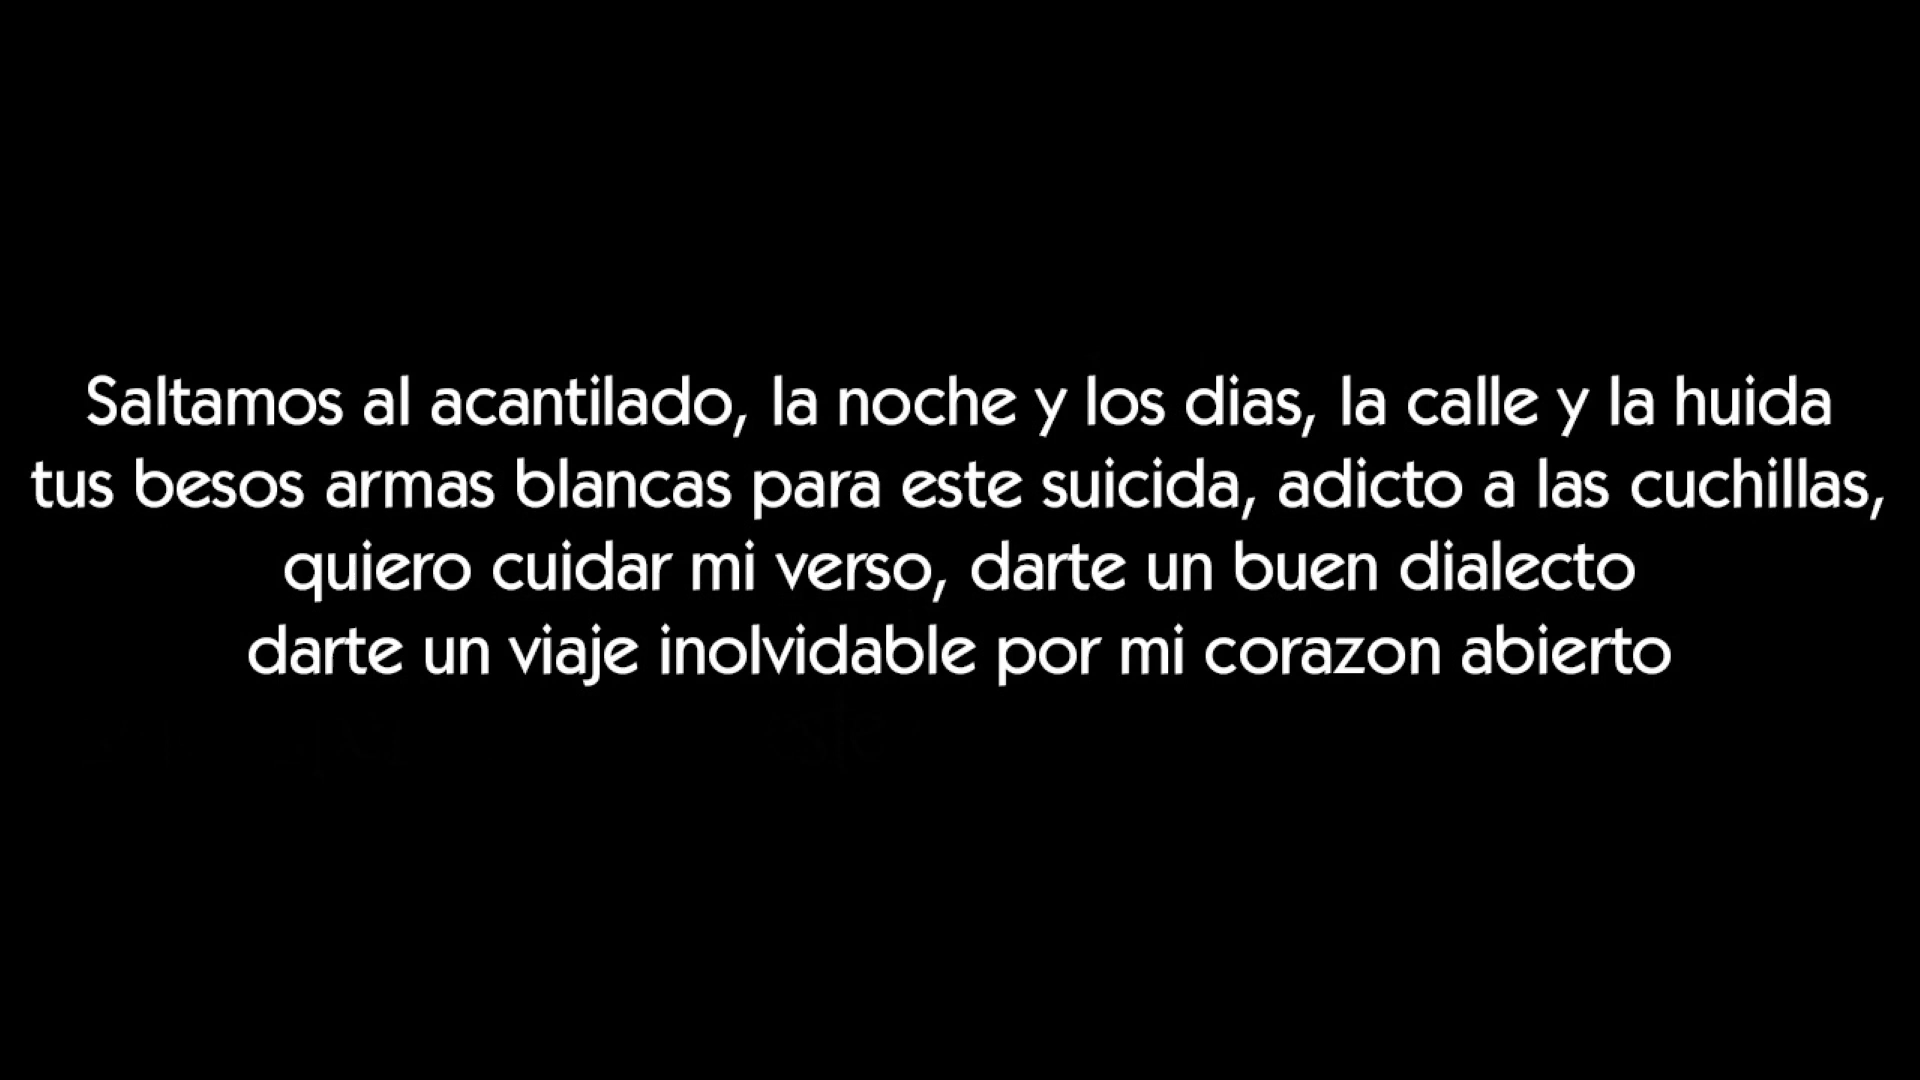 Saltamos al acantilado, la noche y los dias, la calle y la huida
tus besos armas blancas para este suicida, adicto a las cuchillas,
quiero cuidar mi verso, darte un buen dialecto
darte un viaje inolvidable por mi corazon abierto